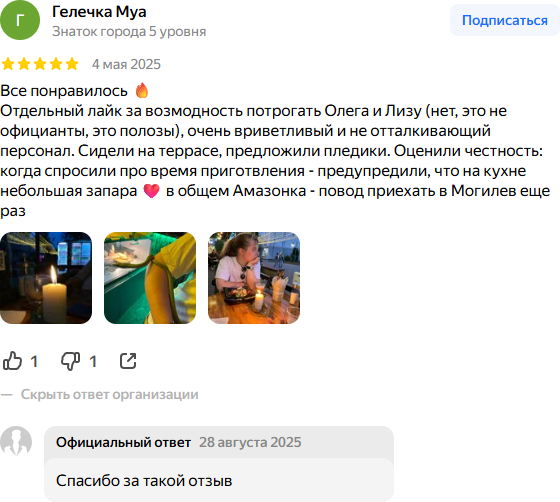 Г
Гелечка Муа
Знаток города 5 уровня
Подписаться
4 мая 2025
Все понравилось 🔥
Отдельный лайк за возмодность потрогать Олега и Лизу (нет, это не
официанты, это полозы), очень вриветливый и не отталкивающий
персонал. Сидели на террасе, предложили пледики. Оценили честность:
когда спросили про время приготвления - предупредили, что на кухне
небольшая запара 💓 в общем Амазонка - повод приехать в Могилев еще
раз
1
1
— Скрыть ответ организации
Официальный ответ 28 августа 2025
Спасибо за такой отзыв